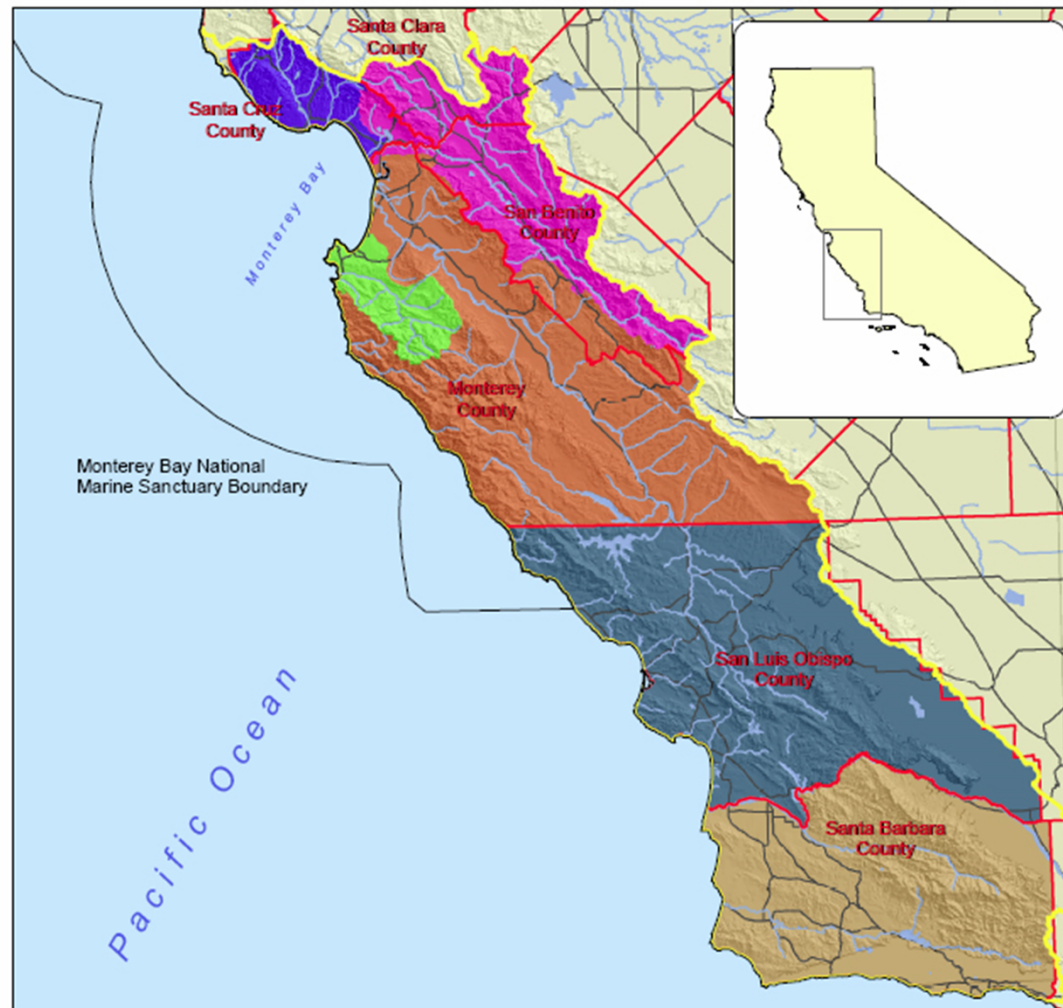 Santa Clara
County
Santa Cruz
County
Monterey Bay
San Benito
County
Monterey
County
Monterey Bay National
Marine Sanctuary Boundary
San Luis Obispo
County
Pacific Ocean
Santa Barbara
County